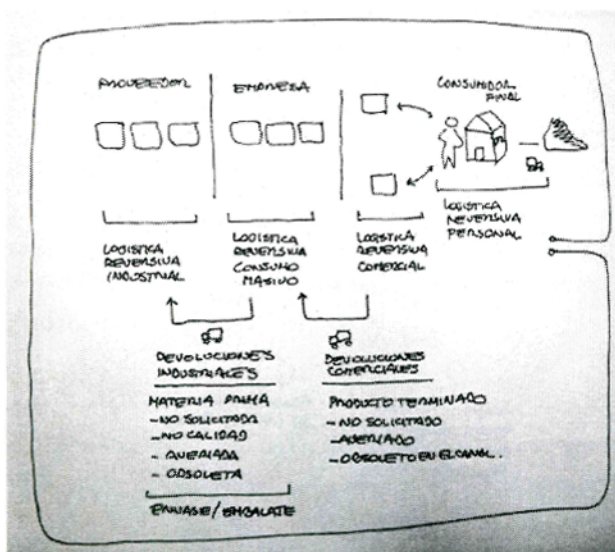 PROVEEDOR
EMPRESA
CONSUMIDOR
FINAL
LOGISTICA
REVERSIVA
INDUSTRIAL
LOGISTICA
REVERSIVA
CONSUMO
MASIVO
LOGISTICA
REVERSIVA
COMERCIAL
LOGISTICA
REVERSIVA
PERSONAL
DEVOLUCIONES
INDUSTRIALES
MATERIA PRIMA
-NO SOLICITADA
-NO CALIDAD
- AVERIADA
- OBSOLETA
ENVASE/EMBALATE
DEVOLUCIONES
COMERCIALES
PRODUCTO TERMINADO
-NO SOLICITADO
-AVERIADO
-OBSOLETO EN EL CANAL.